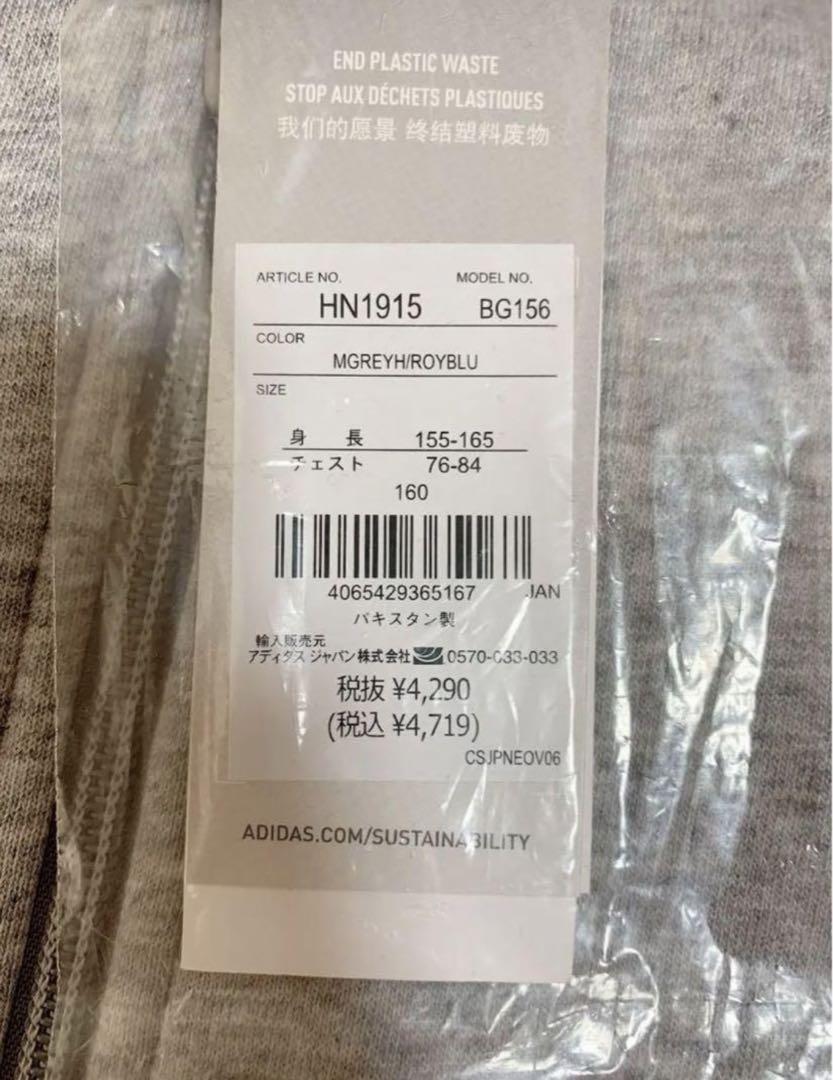 END PLASTIC WASTE
STOP AUX DÉCHETS PLASTIQUES
我们的愿景 终结塑料废物
ARTICLE NO. MODEL NO.
HN1915 BG156
COLOR
MGREYH/ROYBLU
SIZE
身 長 155-165
チェスト 76-84
160
4065429365167 JAN
パキスタン製
輸入販売元
アディダス ジャパン株式会社 0570-033-033
税抜 ¥4,290
(税込 ¥4,719)
CSJPNEOV06
ADIDAS.COM/SUSTAINABILITY